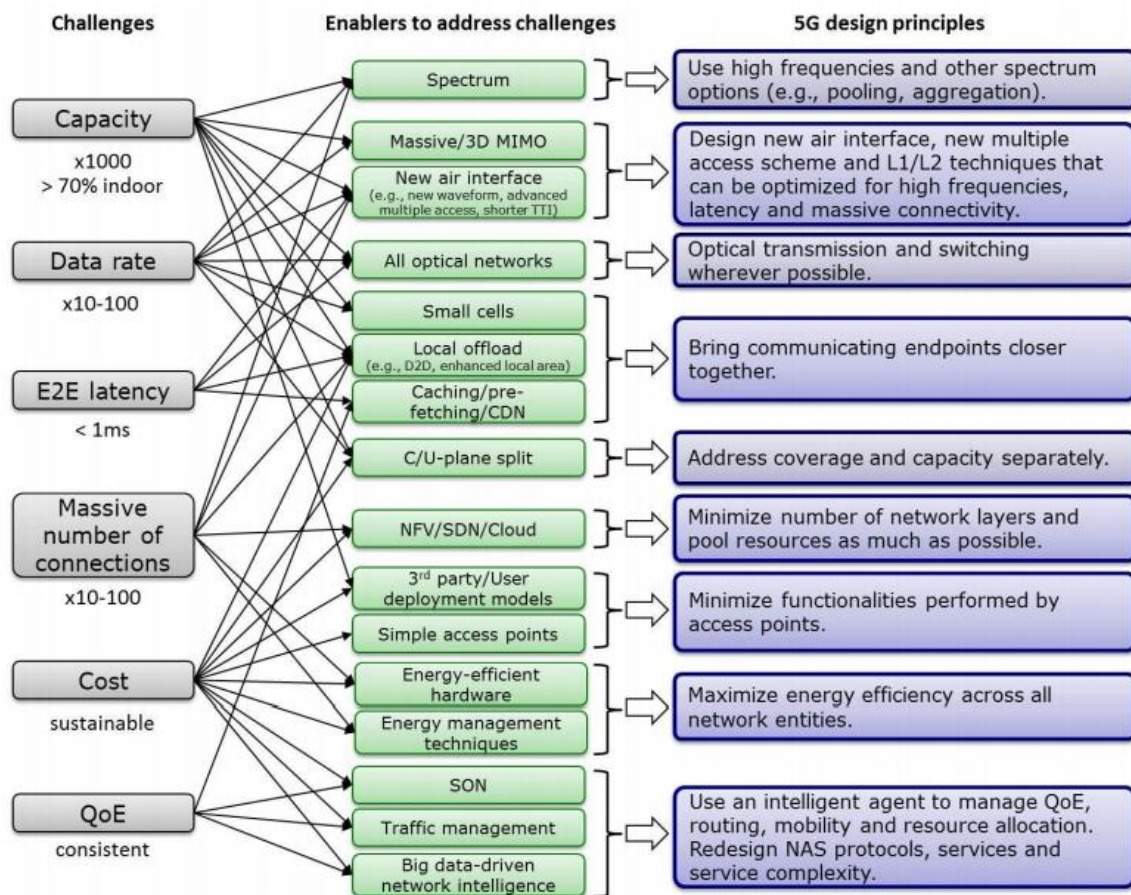 Challenges
Enablers to address challenges
5G design principles
Capacity
x1000
> 70% indoor
Data rate
x10-100
E2E latency
< 1ms
Massive
number of
connections
x10-100
Cost
sustainable
QoE
consistent
Spectrum
Massive/3D MIMO
New air interface
(e.g., new waveform, advanced
multiple access, shorter TTI)
All optical networks
Small cells
Local offload
(e.g., D2D, enhanced local area)
Caching/pre-
fetching/CDN
C/U-plane split
NFV/SDN/Cloud
3rd party/User
deployment models
Simple access points
Energy-efficient
hardware
Energy management
techniques
SON
Traffic management
Big data-driven
network intelligence
Use high frequencies and other spectrum
options (e.g., pooling, aggregation).
Design new air interface, new multiple
access scheme and L1/L2 techniques that
can be optimized for high frequencies,
latency and massive connectivity.
Optical transmission and switching
wherever possible.
Bring communicating endpoints closer
together.
Address coverage and capacity separately.
Minimize number of network layers and
pool resources as much as possible.
Minimize functionalities performed by
access points.
Maximize energy efficiency across all
network entities.
Use an intelligent agent to manage QoE,
routing, mobility and resource allocation.
Redesign NAS protocols, services and
service complexity.